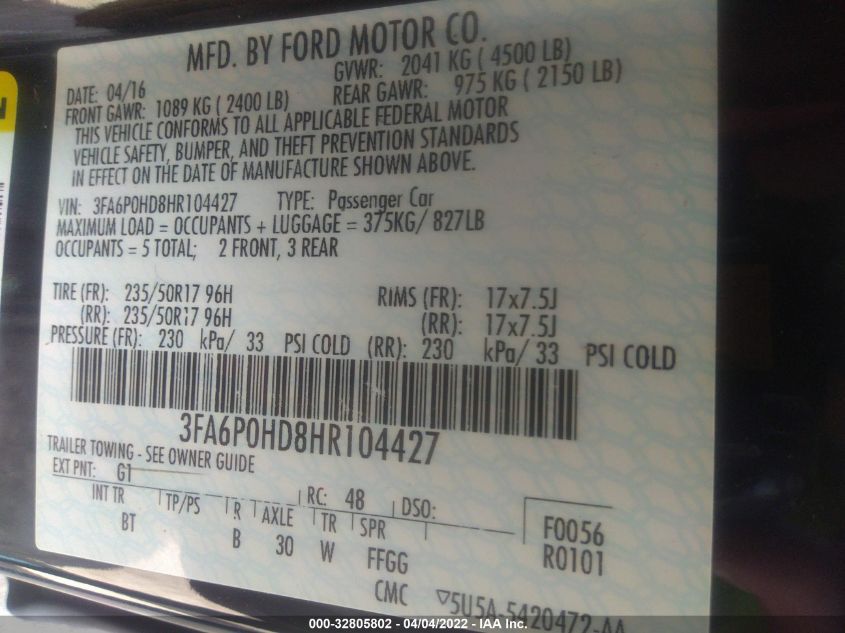 MFD. BY FORD MOTOR CO.
DATE: 04/16 GVWR: 2041 KG ( 4500 LB)
FRONT GAWR: 1089 KG ( 2400 LB) REAR GAWR: 975 KG ( 2150 LB)
THIS VEHICLE CONFORMS TO ALL APPLICABLE FEDERAL MOTOR
VEHICLE SAFETY, BUMPER, AND THEFT PREVENTION STANDARDS
IN EFFECT ON THE DATE OF MANUFACTURE SHOWN ABOVE.
VIN: 3FA6P0HD8HR104427 TYPE: Passenger Car
MAXIMUM LOAD = OCCUPANTS + LUGGAGE = 375KG/ 827LB
OCCUPANTS = 5 TOTAL; 2 FRONT, 3 REAR
TIRE (FR): 235/50R17 96H RIMS (FR): 17x7.5J
(RR): 235/50R17 96H (RR): 17x7.5J
PRESSURE (FR): 230 kPa/ 33 PSI COLD (RR): 230 kPa/ 33 PSI COLD
3FA6P0HD8HR104427
TRAILER TOWING - SEE OWNER GUIDE
EXT PNT: G1 RC: 48 DSO:
INT TR TP/PS R AXLE TR SPR F0056
BT B 30 W FFGG R0101
CMC 5U5A-5420472-AA
000-32805802 - 04/04/2022 - IAA Inc.